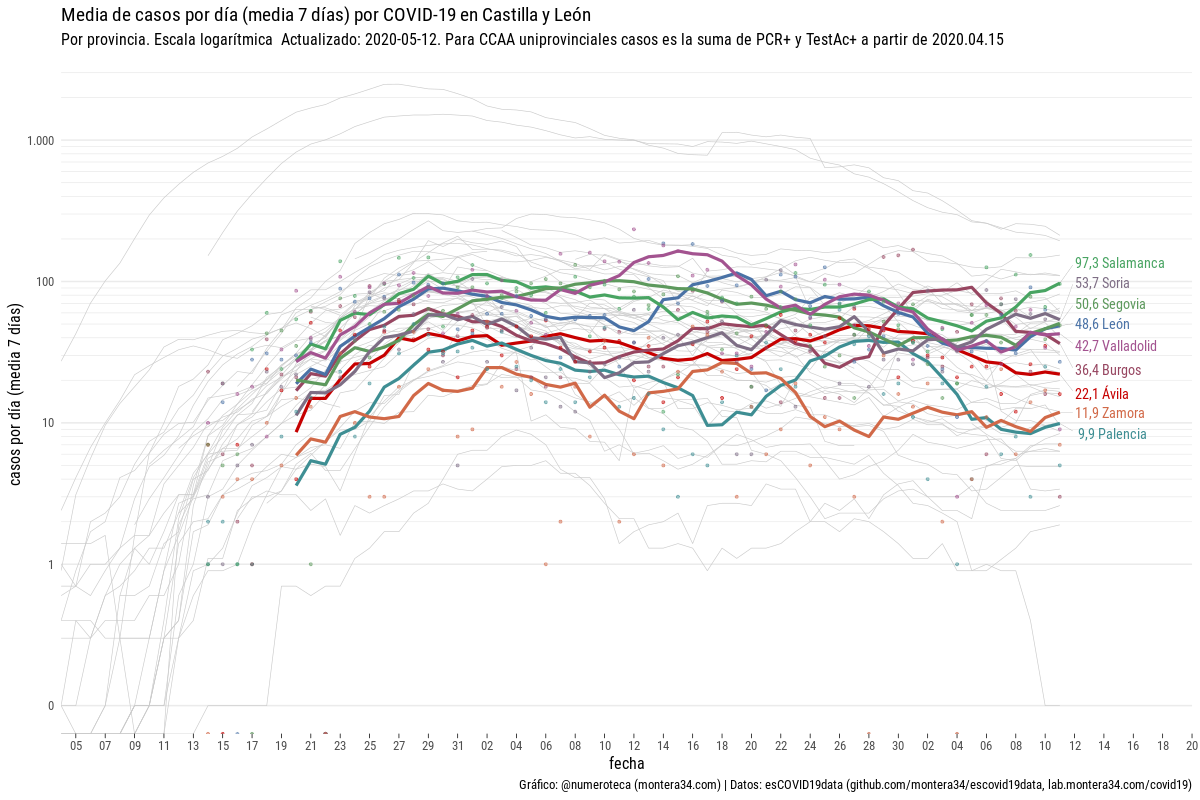 Media de casos por día (media 7 días) por COVID-19 en Castilla y León
Por provincia. Escala logarítmica  Actualizado: 2020-05-12. Para CCAA uniprovinciales casos es la suma de PCR+ y TestAc+ a partir de 2020.04.15
casos por día (media 7 días)
1.000
100
10
1
0
97,3 Salamanca
53,7 Soria
50,6 Segovia
48,6 León
42,7 Valladolid
36,4 Burgos
22,1 Ávila
11,9 Zamora
9,9 Palencia
05 07 09 11 13 15 17 19 21 23 25 27 29 31 02 04 06 08 10 12 14 16 18 20 22 24 26 28 30 02 04 06 08 10 12 14 16 18 20
fecha
Gráfico: @numeroteca (montera34.com) | Datos: esCOVID19data (github.com/montera34/escovid19data, lab.montera34.com/covid19)